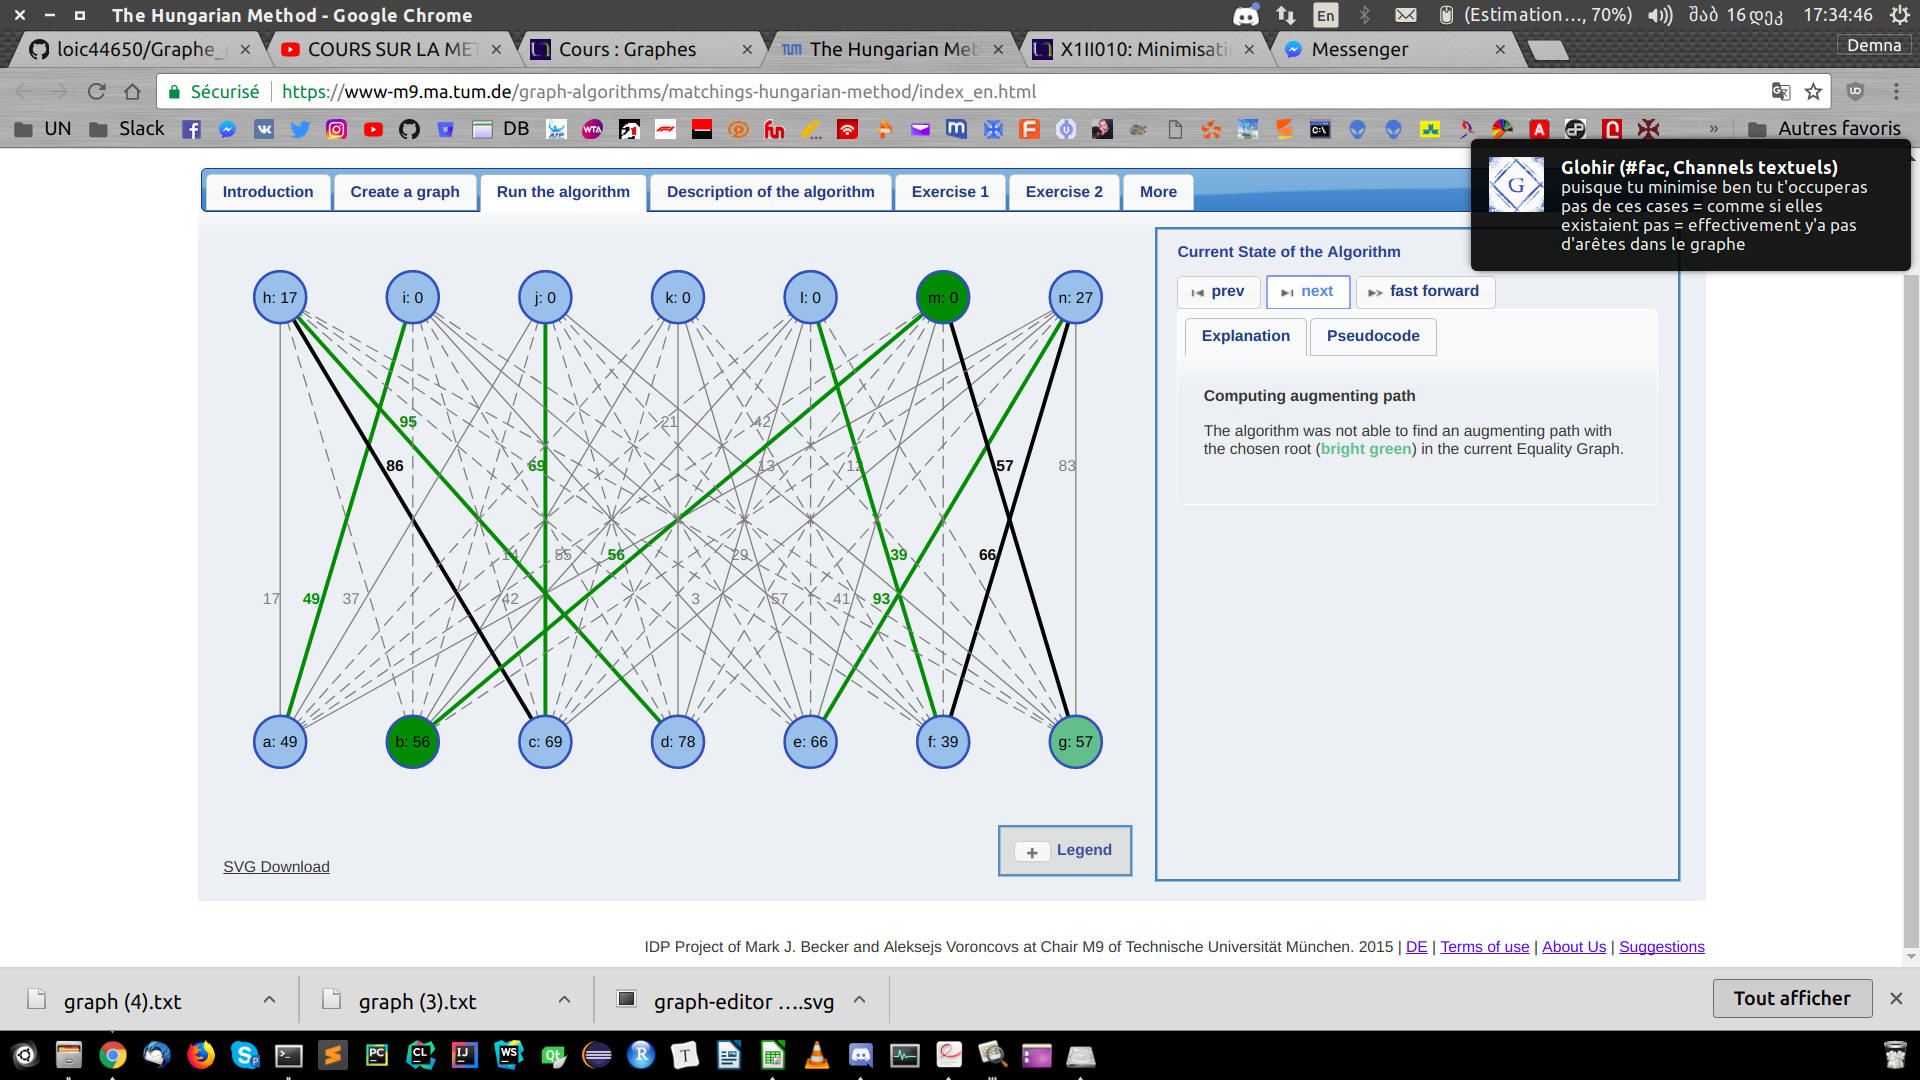 The Hungarian Method - Google Chrome
En
(Estimation…, 70%)
შაბ 16 დეკ
17:34:46
loic44650/Graphe_
COURS SUR LA MET
Cours : Graphes
The Hungarian Met
X1II010: Minimisati
Messenger
Demna
Sécurisé
https://www-m9.ma.tum.de/graph-algorithms/matchings-hungarian-method/index_en.html
UN
Slack
DB
»
Autres favoris
Glohir (#fac, Channels textuels)
puisque tu minimise ben tu t'occuperas
pas de ces cases = comme si elles
existaient pas = effectivement y'a pas
d'arêtes dans le graphe
Introduction
Create a graph
Run the algorithm
Description of the algorithm
Exercise 1
Exercise 2
More
h: 17
i: 0
j: 0
k: 0
l: 0
m: 0
n: 27
95
21
42
86
69
13
12
57
83
14
55
56
29
39
66
17
49
37
42
3
57
41
93
a: 49
b: 56
c: 69
d: 78
e: 66
f: 39
g: 57
Current State of the Algorithm
prev
next
fast forward
Explanation
Pseudocode
Computing augmenting path
The algorithm was not able to find an augmenting path with
the chosen root (bright green) in the current Equality Graph.
+ Legend
SVG Download
IDP Project of Mark J. Becker and Aleksejs Voroncovs at Chair M9 of Technische Universität München. 2015 | DE | Terms of use | About Us | Suggestions
graph (4).txt
graph (3).txt
graph-editor ….svg
Tout afficher